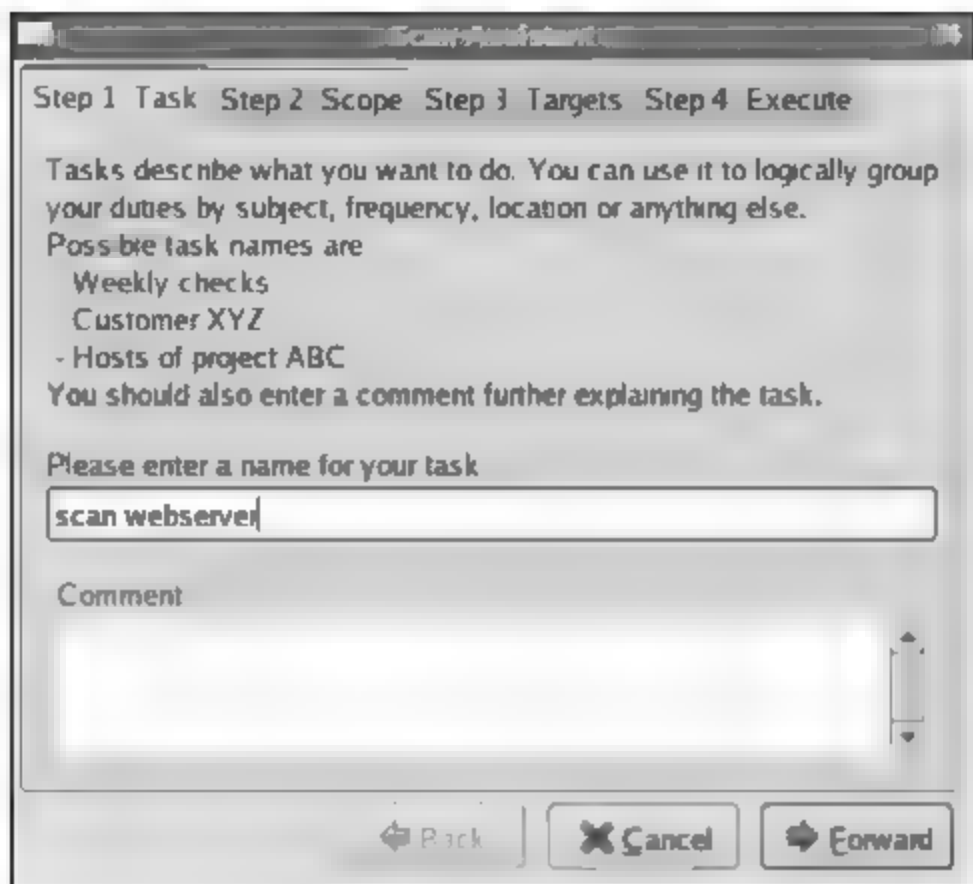 Step 1 Task Step 2 Scope Step 3 Targets Step 4 Execute
Tasks describe what you want to do. You can use it to logically group
your duties by subject, frequency, location or anything else.
Possible task names are
Weekly checks
Customer XYZ
- Hosts of project ABC
You should also enter a comment further explaining the task.
Please enter a name for your task
scan webserver
Comment
Back Cancel Forward